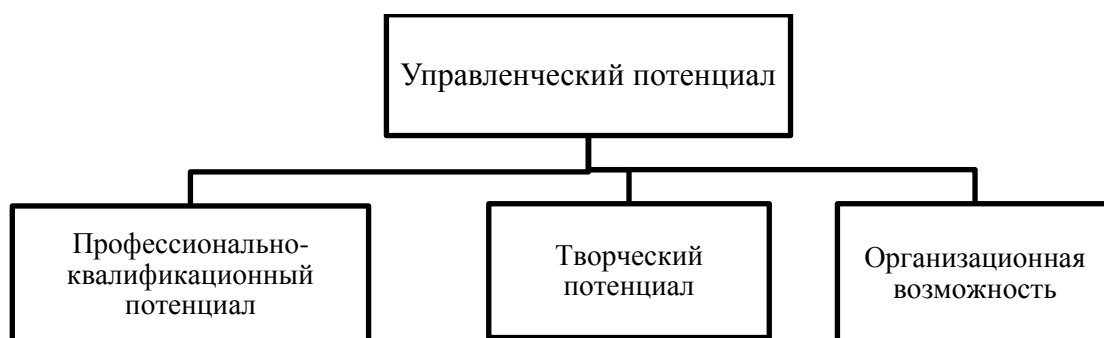 Управленческий потенциал
Профессионально-
квалификационный
потенциал
Творческий
потенциал
Организационная
возможность